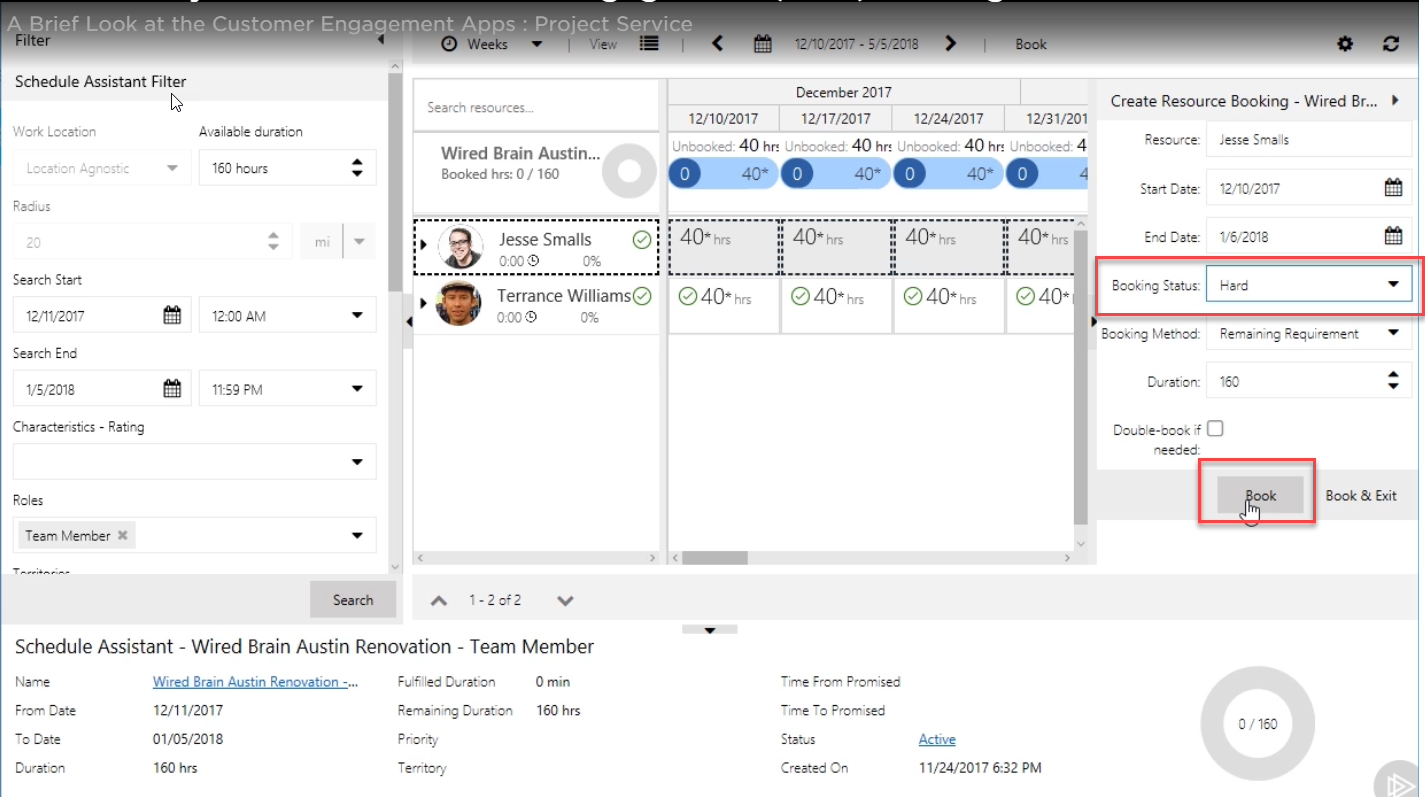 A Brief Look at the Customer Engagement Apps : Project Service
Filter
Weeks | View | 12/10/2017 - 5/5/2018 | Book
Schedule Assistant Filter
Work Location
Available duration
Location Agnostic
160 hours
Radius
20
mi
Search Start
12/11/2017
12:00 AM
Search End
1/5/2018
11:59 PM
Characteristics - Rating
Roles
Team Member ✖
Territories
Search
Search resources...
December 2017
12/10/2017 12/17/2017 12/24/2017 12/31/201
Wired Brain Austin...
Booked hrs: 0 / 160
Unbooked: 40 hrs Unbooked: 40 hrs Unbooked: 40 hrs Unbooked: 4
0 40* 0 40* 0 40* 0 4
Jesse Smalls
0:00 0%
40* hrs 40* hrs 40* hrs 40* hrs
Terrance Williams
0:00 0%
40* hrs 40* hrs 40* hrs 40*
1 - 2 of 2
Create Resource Booking - Wired Br...
Resource: Jesse Smalls
Start Date: 12/10/2017
End Date: 1/6/2018
Booking Status: Hard
Booking Method: Remaining Requirement
Duration: 160
Double-book if
needed:
Book
Book & Exit
Schedule Assistant - Wired Brain Austin Renovation - Team Member
Name Wired Brain Austin Renovation -... Fulfilled Duration 0 min Time From Promised
From Date 12/11/2017 Remaining Duration 160 hrs Time To Promised
To Date 01/05/2018 Priority Status Active
Duration 160 hrs Territory Created On 11/24/2017 6:32 PM
0 / 160